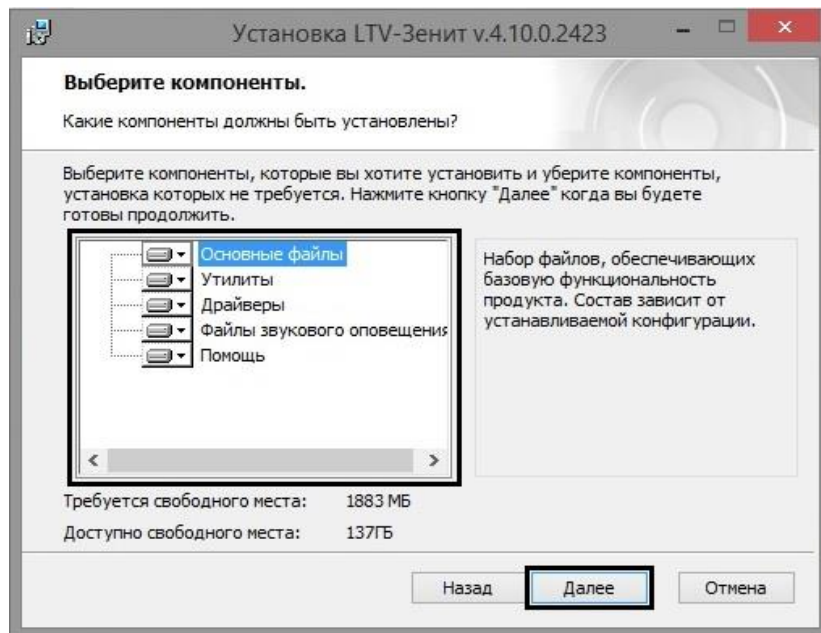 Установка LTV-Зенит v.4.10.0.2423
Выберите компоненты.
Какие компоненты должны быть установлены?
Выберите компоненты, которые вы хотите установить и уберите компоненты,
установка которых не требуется. Нажмите кнопку "Далее" когда вы будете
готовы продолжить.
Основные файлы
Утилиты
Драйверы
Файлы звукового оповещения
Помощь
Набор файлов, обеспечивающих
базовую функциональность
продукта. Состав зависит от
устанавливаемой конфигурации.
Требуется свободного места: 1883 МБ
Доступно свободного места: 137ГБ
Назад Далее Отмена